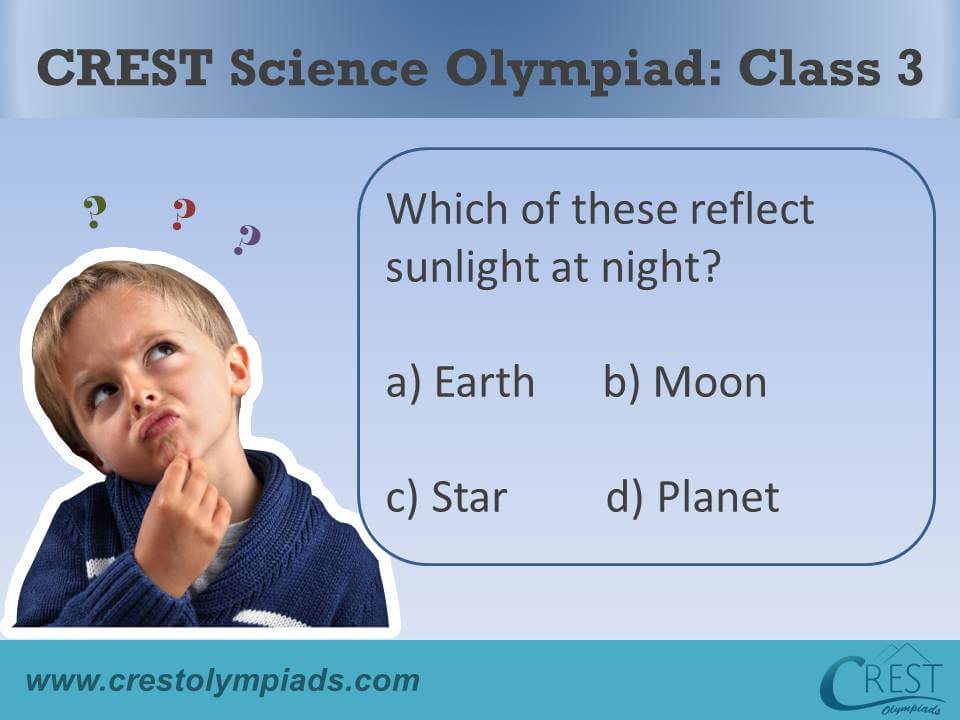 CREST Science Olympiad: Class 3
? ? ?
Which of these reflect
sunlight at night?
a) Earth b) Moon
c) Star d) Planet
www.crestolympiads.com
CREST
Olympiads